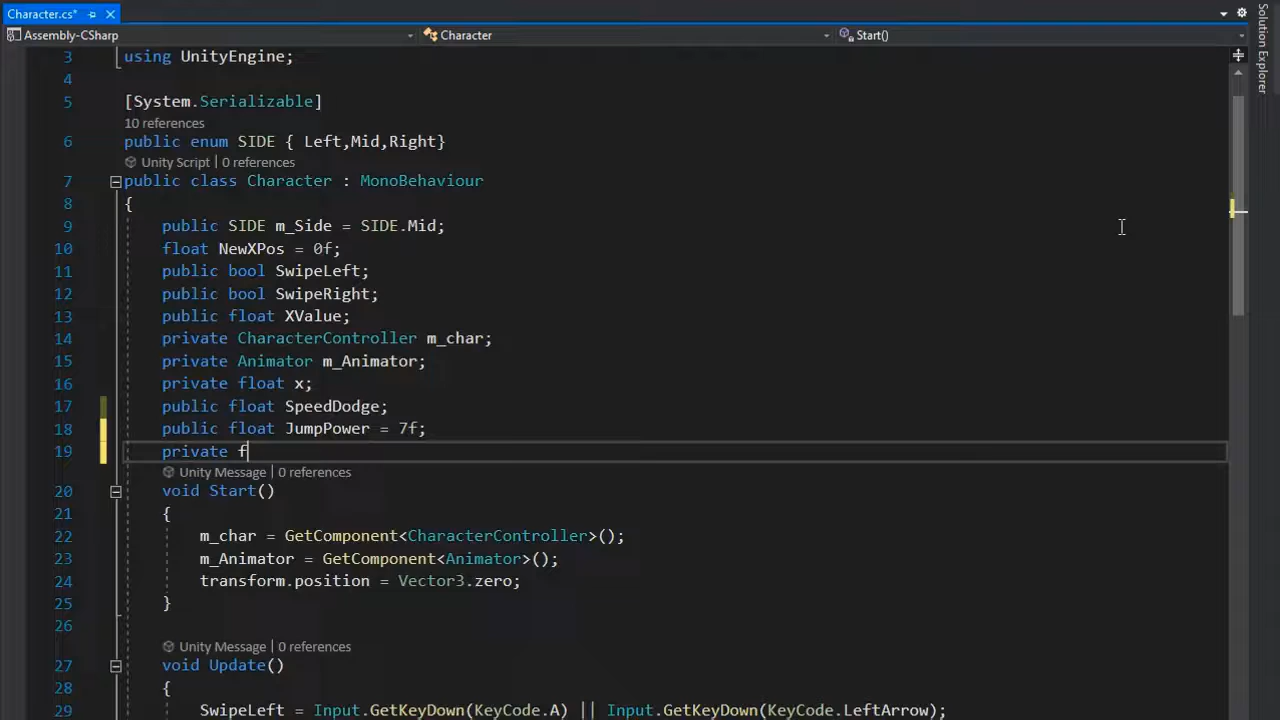 Character.cs*
Solution Explorer
Assembly-CSharp
Character
Start()
3 using UnityEngine;
4
5 [System.Serializable]
10 references
6 public enum SIDE { Left,Mid,Right}
Unity Script | 0 references
7 public class Character : MonoBehaviour
8 {
9 public SIDE m_Side = SIDE.Mid;
10 float NewXPos = 0f;
11 public bool SwipeLeft;
12 public bool SwipeRight;
13 public float XValue;
14 private CharacterController m_char;
15 private Animator m_Animator;
16 private float x;
17 public float SpeedDodge;
18 public float JumpPower = 7f;
19 private f
Unity Message | 0 references
20 void Start()
21 {
22 m_char = GetComponent<CharacterController>();
23 m_Animator = GetComponent<Animator>();
24 transform.position = Vector3.zero;
25 }
26
Unity Message | 0 references
27 void Update()
28 {
29 SwipeLeft = Input.GetKeyDown(KeyCode.A) || Input.GetKeyDown(KeyCode.LeftArrow);